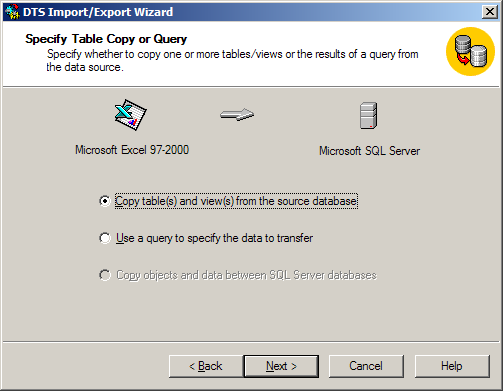 DTS Import/Export Wizard
Specify Table Copy or Query
Specify whether to copy one or more tables/views or the results of a query from
the data source.
Microsoft Excel 97-2000
Microsoft SQL Server
Copy table(s) and view(s) from the source database
Use a query to specify the data to transfer
Copy objects and data between SQL Server databases
< Back
Next >
Cancel
Help